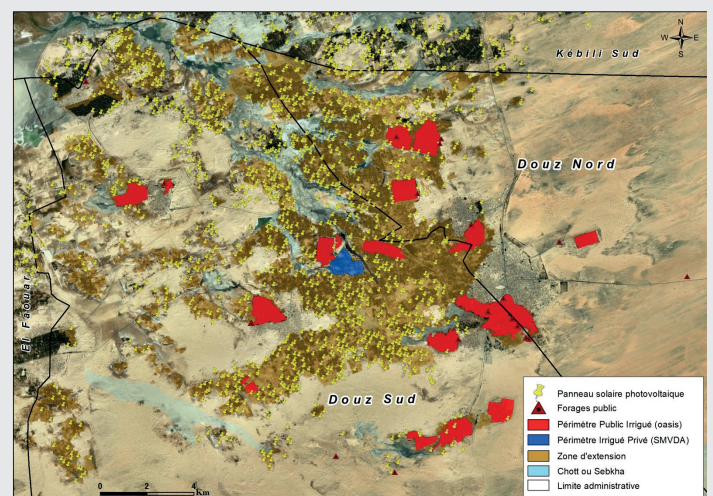 N
W E
S
Kébili Sud
Douz Nord
El Faouar
Douz Sud
Panneau solaire photovoltaique
Forages public
Périmètre Public Irrigué (oasis)
Périmètre Irrigué Privé (SMVDA)
Zone d'extension
Chott ou Sebkha
Limite administrative
0 2 4
Km